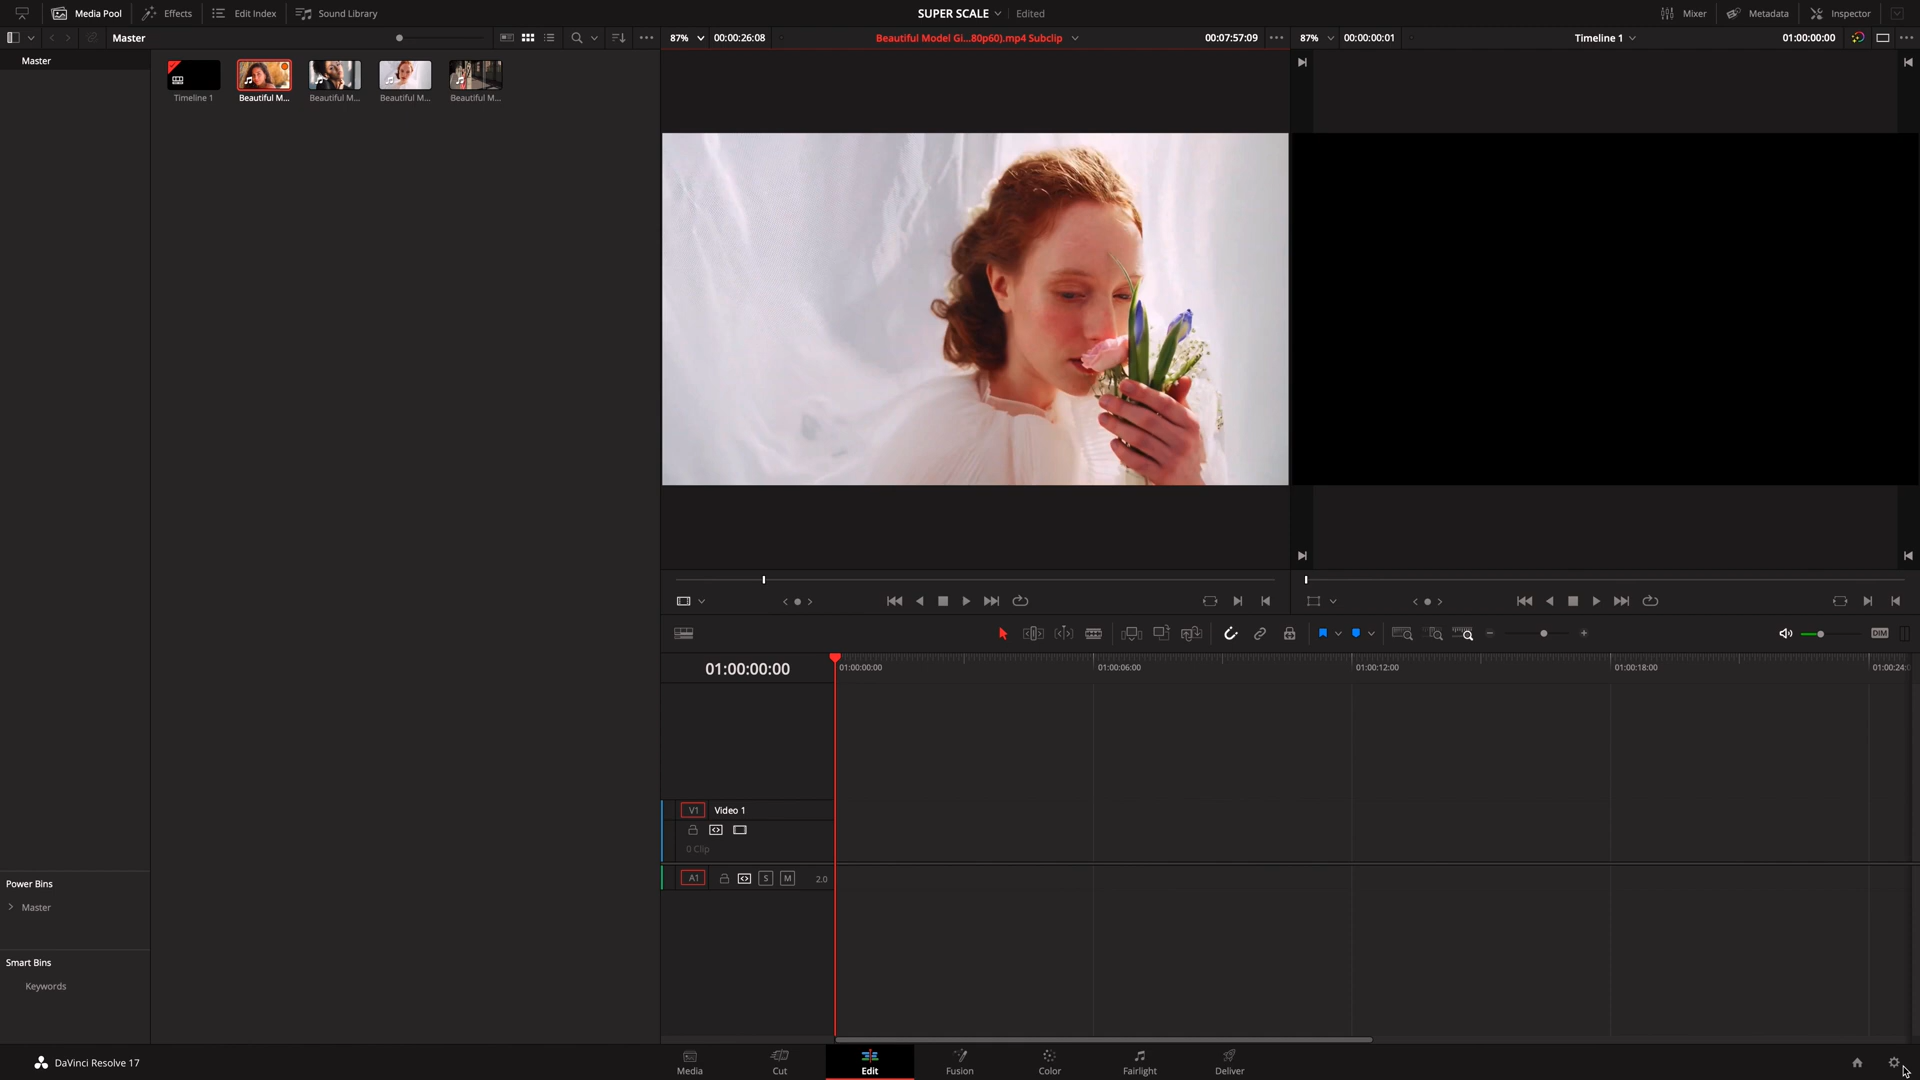 Media Pool
Effects
Edit Index
Sound Library
SUPER SCALE
Edited
Mixer
Metadata
Inspector
Master
87%
00:00:26:08
Beautiful Model Gi...80p60).mp4 Subclip
00:07:57:09
87%
00:00:00:01
Timeline 1
01:00:00:00
Master
Timeline 1
Beautiful M...
Beautiful M...
Beautiful M...
Beautiful M...
DIM
01:00:00:00
01:00:00:00
01:00:06:00
01:00:12:00
01:00:18:00
01:00:24:
V1
Video 1
0 Clip
A1
S
M
2.0
Power Bins
Master
Smart Bins
Keywords
DaVinci Resolve 17
Media
Cut
Edit
Fusion
Color
Fairlight
Deliver